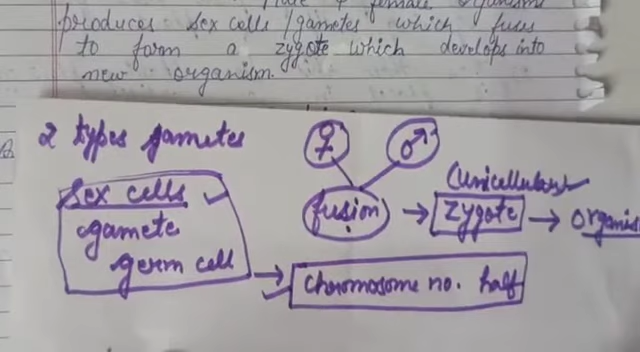 male & female organisms
produces sex cells / gametes which fuses
to form a zygote which develops into
new organism.
2 types gametes
♀ ♂
sex cells
gamete
germ cell
(unicellular)
fusion → zygote → organis
→ chromosome no. half